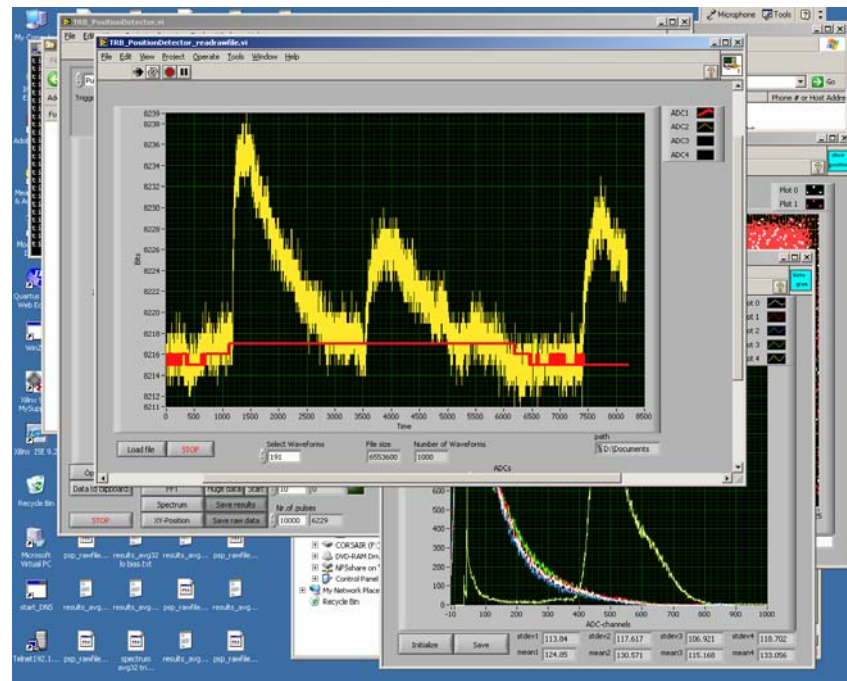 Microphone Tools
TRB_PositionDetector.vi
TRB_PositionDetector_readrawfile.vi
File Edit View Project Operate Tools Window Help
Go
Phone # or Host Addre
ADC1
ADC2
ADC3
ADC4
8239
8238
8236
8234
8232
8230
8228
8226
8224
8222
8220
8218
8216
8214
8212
8211
Bits
0 500 1000 1500 2000 2500 3000 3500 4000 4500 5000 5500 6000 6500 7000 7500 8000 8500
Time
Plot 0
Plot 1
Load file STOP
Select Waveforms
191
File size
6553600
Number of Waveforms
1000
path
D:\Documents
ADCs
Data to clipboard FFT Huge data Start 10 0
Spectrum Save results
Nr.of pulses
STOP XY-Position Save raw data 10000 6229
CORSAIR (F:)
DVD-RAM Driv
NPSshare on
Control Panel
My Network Place
Recycle Bin
600
500
400
300
200
100
0
-10 100 200 300 400 500 600 700 800 900 1000
ADC-channels
Initialize Save
stdev1 113.84 stdev2 117.617 stdev3 106.921 stdev4 118.702
mean1 124.85 mean2 130.571 mean3 115.168 mean4 133.056
Quartus
Web Ed
Xilinx ISE 9.2
Recycle Bin
Microsoft
Virtual PC
psp_rawfile...
results_avg32
lo bias.txt
results_avg...
psp_rawfile...
start_DNS results_avg... results_avg... psp_rawfile... results_avg...
Telnet192.1... psp_rawfile...
spectrum
avg32 tri...
results_avg... psp_rawfile...